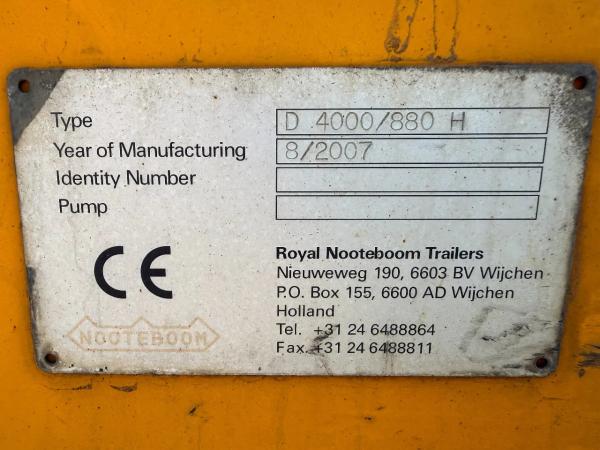 Type D 4000/880 H
Year of Manufacturing 8/2007
Identity Number
Pump
CE
Royal Nooteboom Trailers
Nieuweweg 190, 6603 BV Wijchen
P.O. Box 155, 6600 AD Wijchen
Holland
Tel. +31 24 6488864
Fax. +31 24 6488811
NOOTEBOOM